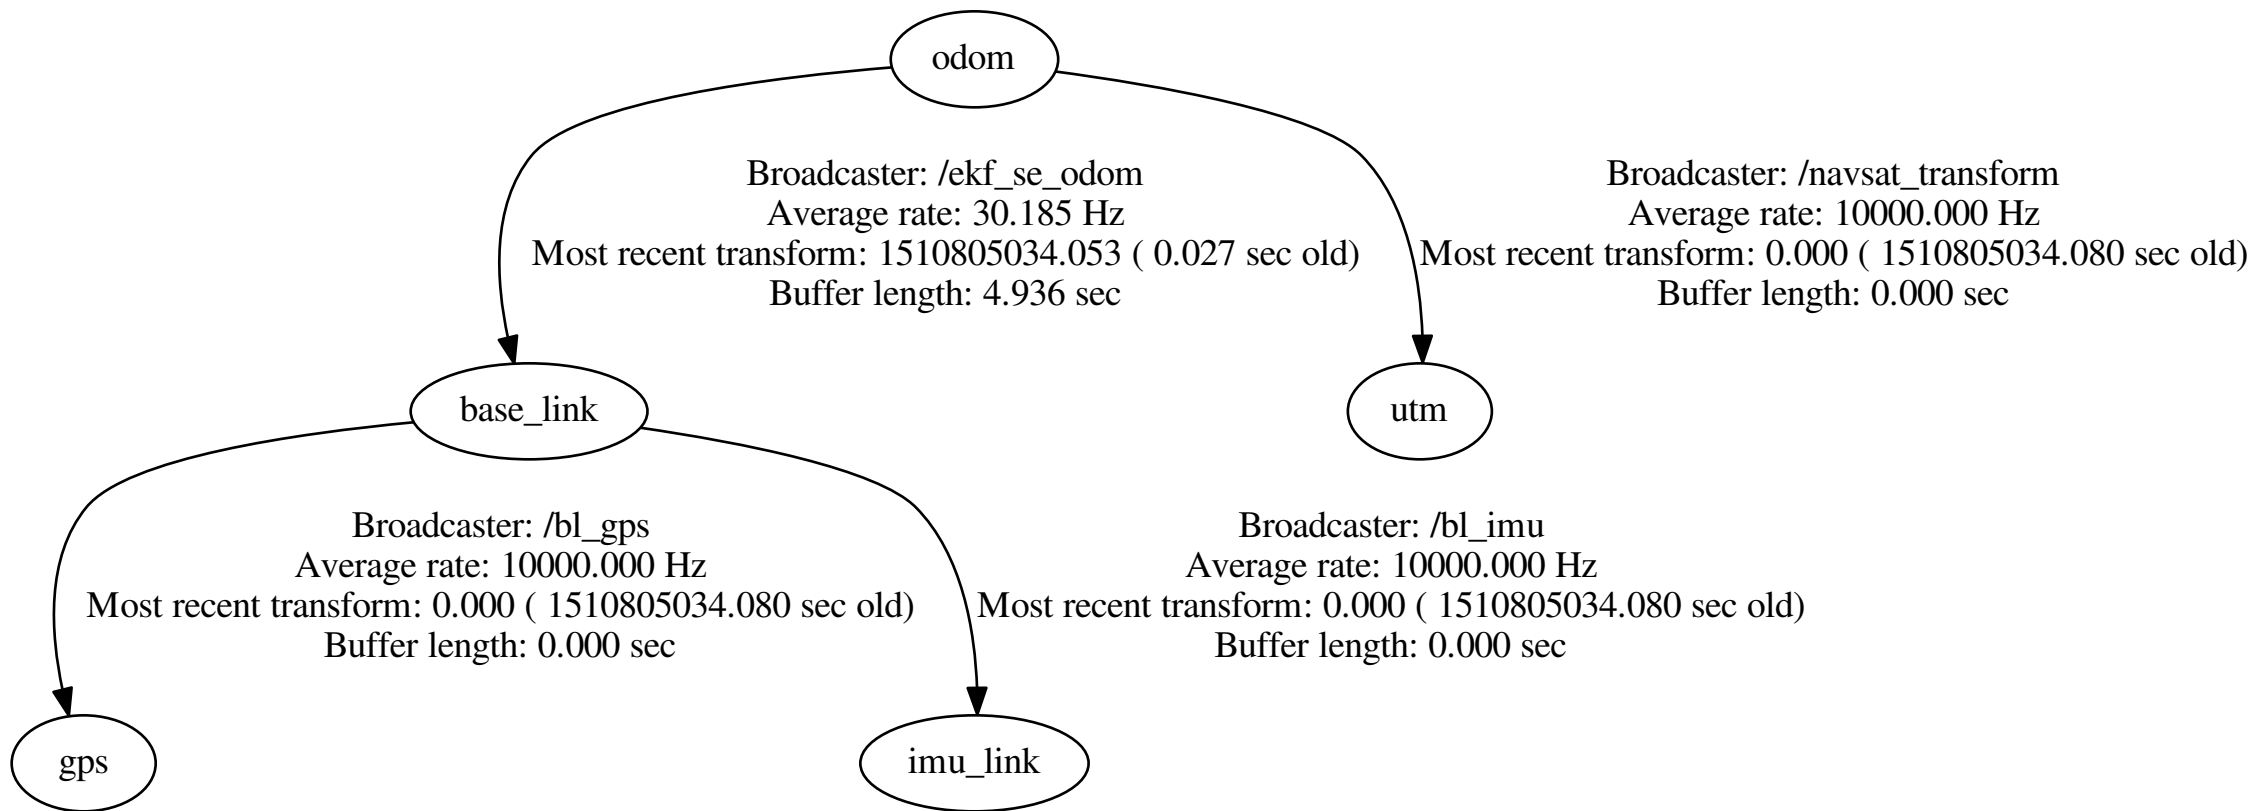 odom
Broadcaster: /ekf_se_odom
Average rate: 30.185 Hz
Most recent transform: 1510805034.053 ( 0.027 sec old)
Buffer length: 4.936 sec
Broadcaster: /navsat_transform
Average rate: 10000.000 Hz
Most recent transform: 0.000 ( 1510805034.080 sec old)
Buffer length: 0.000 sec
base_link
utm
Broadcaster: /bl_gps
Average rate: 10000.000 Hz
Most recent transform: 0.000 ( 1510805034.080 sec old)
Buffer length: 0.000 sec
Broadcaster: /bl_imu
Average rate: 10000.000 Hz
Most recent transform: 0.000 ( 1510805034.080 sec old)
Buffer length: 0.000 sec
gps
imu_link